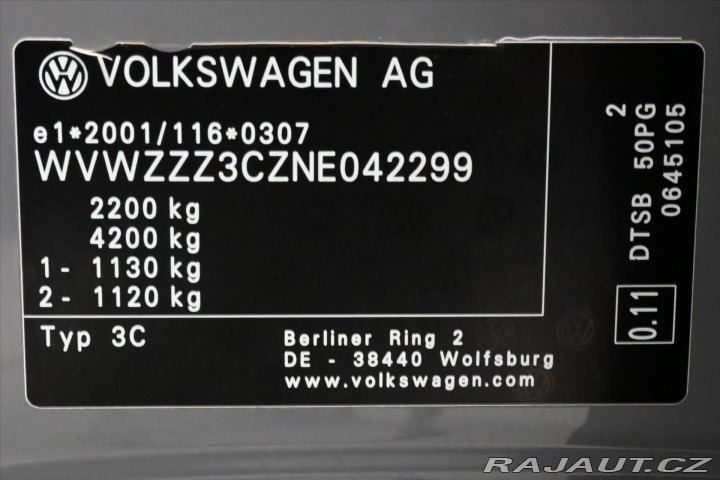 VOLKSWAGEN AG
e1*2001/116*0307
WVWZZZ3CZNE042299
2200 kg
4200 kg
1 - 1130 kg
2 - 1120 kg
Typ 3C
Berliner Ring 2
DE - 38440 Wolfsburg
www.volkswagen.com
0.11 DTSB 50PG 2
0645105
RAJAUT.CZ